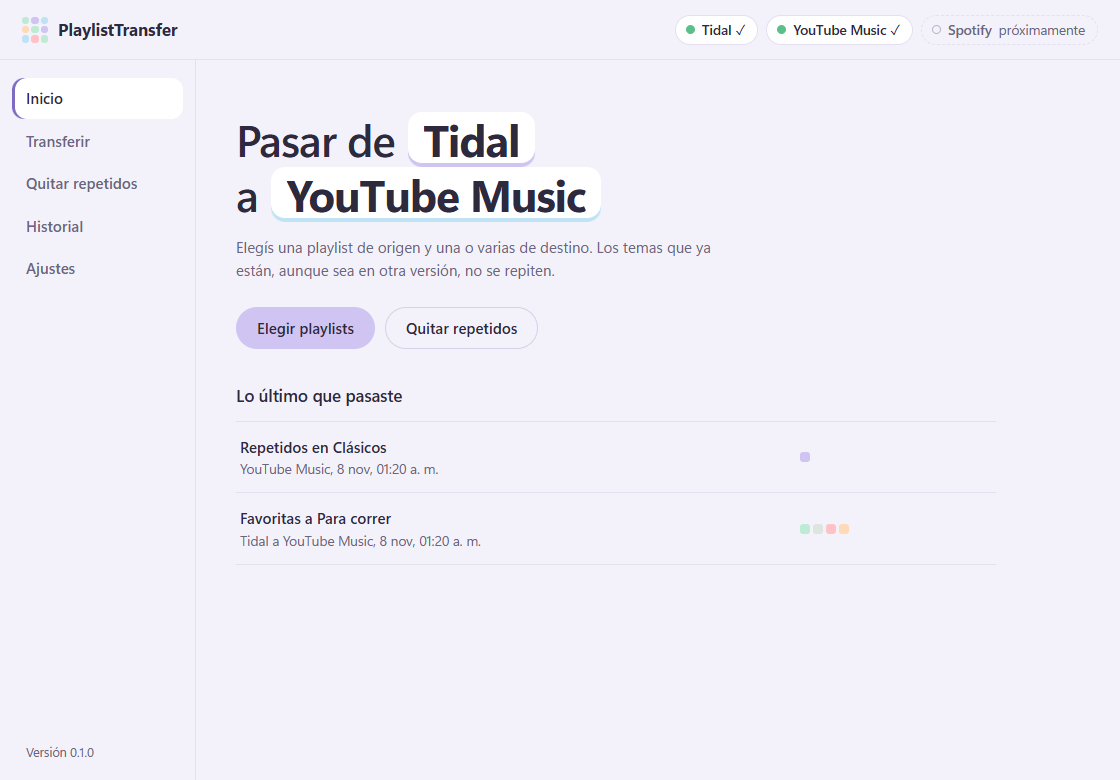 PlaylistTransfer
Tidal ✓
YouTube Music ✓
Spotify próximamente
Inicio
Transferir
Quitar repetidos
Historial
Ajustes
Versión 0.1.0
Pasar de Tidal
a YouTube Music
Elegís una playlist de origen y una o varias de destino. Los temas que ya
están, aunque sea en otra versión, no se repiten.
Elegir playlists
Quitar repetidos
Lo último que pasaste
Repetidos en Clásicos
YouTube Music, 8 nov, 01:20 a. m.
Favoritas a Para correr
Tidal a YouTube Music, 8 nov, 01:20 a. m.